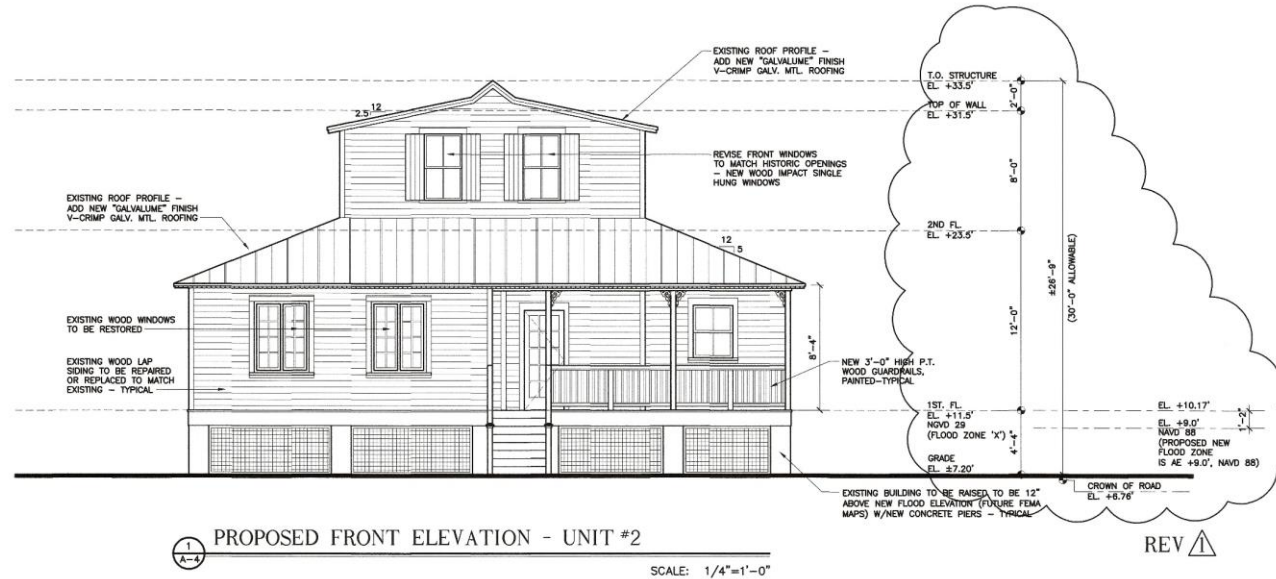 EXISTING ROOF PROFILE –
ADD NEW "GALVALUME" FINISH
V-CRIMP GALV. MTL. ROOFING
12
2.5
REVISE FRONT WINDOWS
TO MATCH HISTORIC OPENINGS
– NEW WOOD IMPACT SINGLE
HUNG WINDOWS
EXISTING ROOF PROFILE –
ADD NEW "GALVALUME" FINISH
V-CRIMP GALV. MTL. ROOFING
12
5
EXISTING WOOD WINDOWS
TO BE RESTORED
EXISTING WOOD LAP
SIDING TO BE REPAIRED
OR REPLACED TO MATCH
EXISTING – TYPICAL
8'-4"
NEW 3'-0" HIGH P.T.
WOOD GUARDRAILS,
PAINTED-TYPICAL
EXISTING BUILDING TO BE RAISED TO BE 12"
ABOVE NEW FLOOD ELEVATION (FUTURE FEMA
MAPS) W/NEW CONCRETE PIERS – TYPICAL
T.O. STRUCTURE
EL. +33.5'
2'-0"
TOP OF WALL
EL. +31.5'
8'-0"
2ND FL.
EL. +23.5'
12'-0"
±26'-9"
(30'-0" ALLOWABLE)
1ST. FL.
EL. +11.5'
NGVD 29
(FLOOD ZONE 'X')
4'-4"
GRADE
EL. ±7.20'
EL. +10.17'
EL. +9.0'
NAVD 88
(PROPOSED NEW
FLOOD ZONE
IS AE +9.0', NAVD 88)
1'-2"
CROWN OF ROAD
EL. +6.76'
1
A-4
PROPOSED FRONT ELEVATION - UNIT #2
SCALE: 1/4"=1'-0"
REV 1